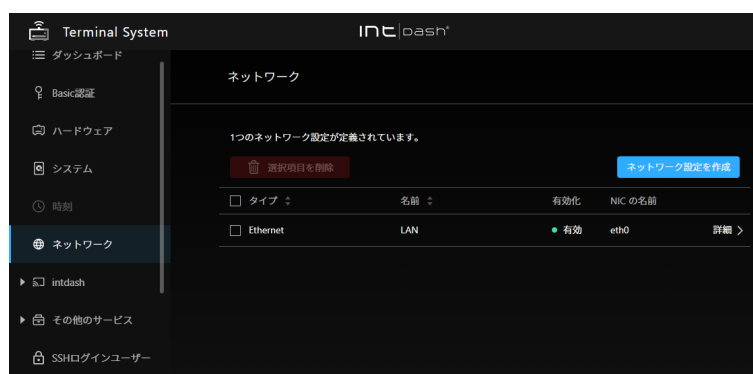 Terminal System
intdash®
ダッシュボード
Basic認証
ハードウェア
システム
時刻
ネットワーク
intdash
その他のサービス
SSHログインユーザー
ネットワーク
1つのネットワーク設定が定義されています。
選択項目を削除
ネットワーク設定を作成
タイプ 名前 有効化 NIC の名前
Ethernet LAN 有効 eth0 詳細